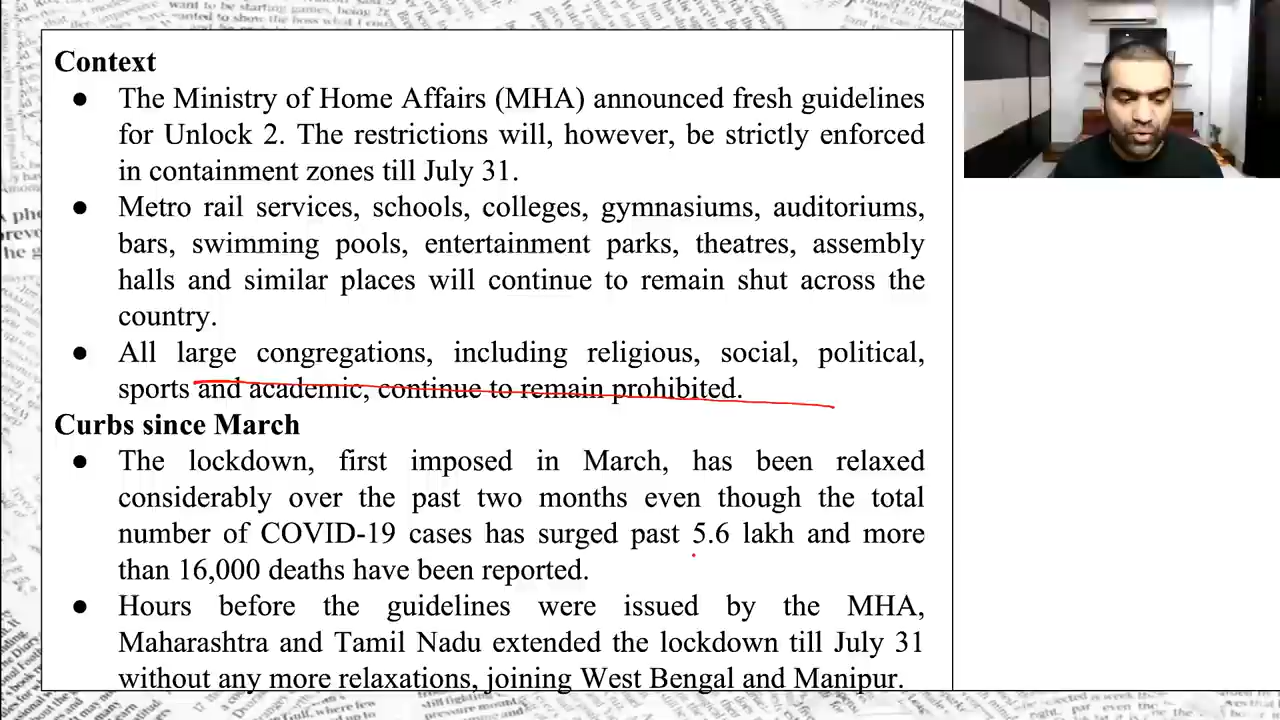 Context
● The Ministry of Home Affairs (MHA) announced fresh guidelines
for Unlock 2. The restrictions will, however, be strictly enforced
in containment zones till July 31.
● Metro rail services, schools, colleges, gymnasiums, auditoriums,
bars, swimming pools, entertainment parks, theatres, assembly
halls and similar places will continue to remain shut across the
country.
● All large congregations, including religious, social, political,
sports and academic, continue to remain prohibited.
Curbs since March
● The lockdown, first imposed in March, has been relaxed
considerably over the past two months even though the total
number of COVID-19 cases has surged past 5.6 lakh and more
than 16,000 deaths have been reported.
● Hours before the guidelines were issued by the MHA,
Maharashtra and Tamil Nadu extended the lockdown till July 31
without any more relaxations, joining West Bengal and Manipur.